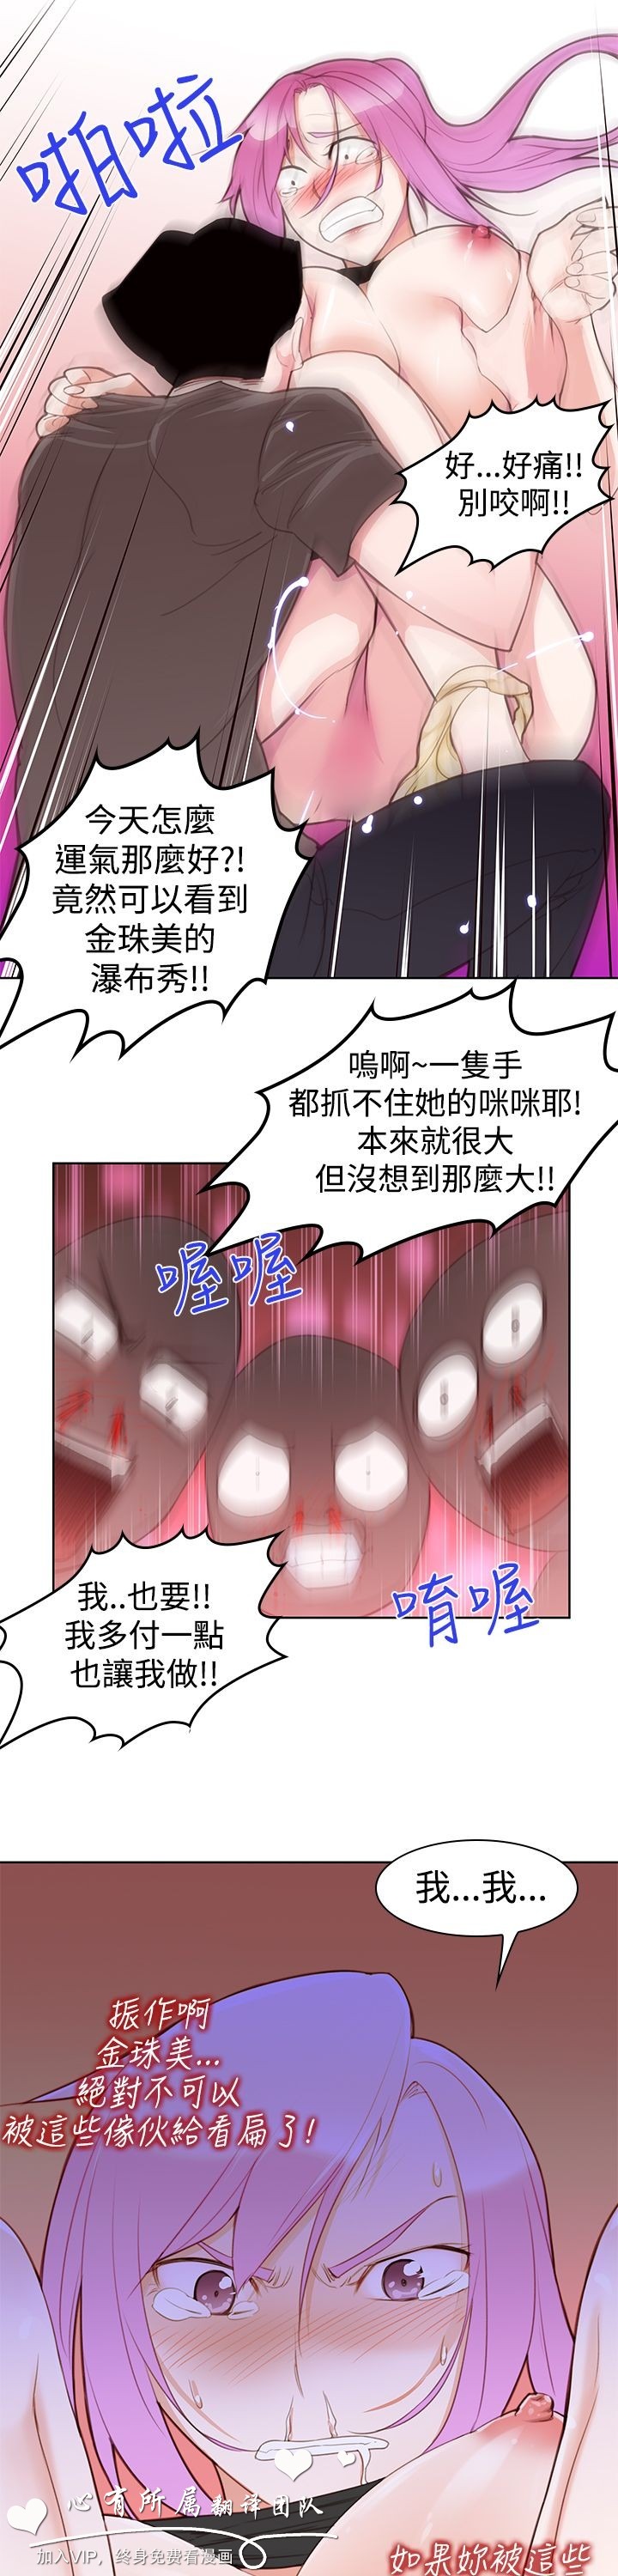 啪啦
好...好痛!!
別咬啊!!
今天怎麼
運氣那麼好?!
竟然可以看到
金珠美的
瀑布秀!!
嗚啊~一隻手
都抓不住她的咪咪耶!
本來就很大
但沒想到那麼大!!
喔喔
我..也要!!
我多付一點
也讓我做!!
唷喔
我...我...
振作啊
金珠美...
絕對不可以
被這些傢伙給看扁了!
心有所属翻译团队
加入VIP，终身免费看漫画
如果妳被這些